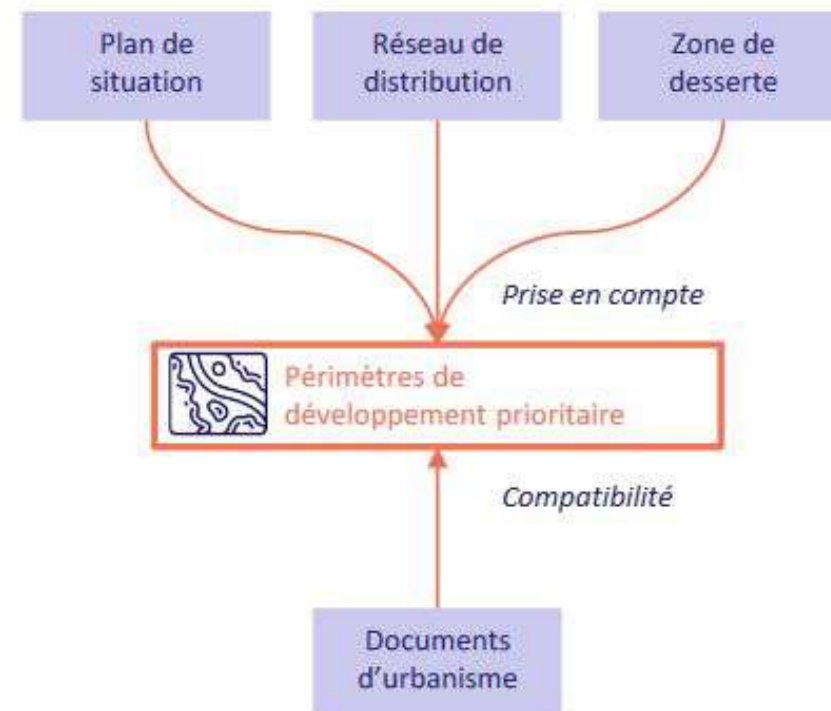 Plan de
situation
Réseau de
distribution
Zone de
desserte
Prise en compte
Périmètres de
développement prioritaire
Compatibilité
Documents
d’urbanisme